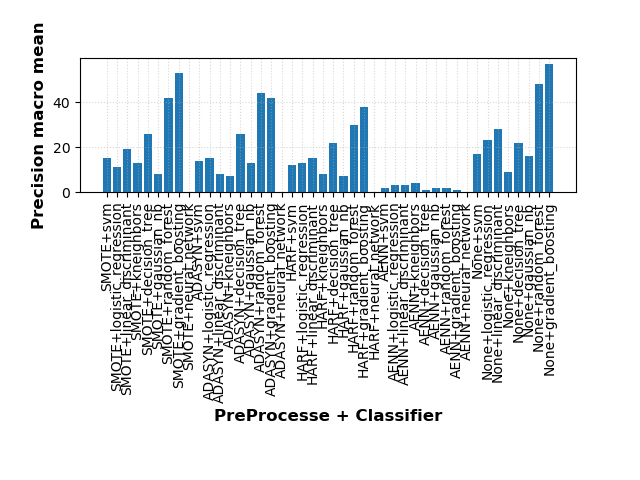 Precision macro mean
40
20
0
SMOTE+svm
SMOTE+logistic_regression
SMOTE+linear_discriminant
SMOTE+kneighbors
SMOTE+decision_tree
SMOTE+gaussian_nb
SMOTE+random_forest
SMOTE+gradient_boosting
SMOTE+neural_network
ADASYN+svm
ADASYN+logistic_regression
ADASYN+linear_discriminant
ADASYN+kneighbors
ADASYN+decision_tree
ADASYN+gaussian_nb
ADASYN+random_forest
ADASYN+gradient_boosting
ADASYN+neural_network
HARF+svm
HARF+logistic_regression
HARF+linear_discriminant
HARF+kneighbors
HARF+decision_tree
HARF+gaussian_nb
HARF+random_forest
HARF+gradient_boosting
HARF+neural_network
AENN+svm
AENN+logistic_regression
AENN+linear_discriminant
AENN+kneighbors
AENN+decision_tree
AENN+gaussian_nb
AENN+random_forest
AENN+gradient_boosting
AENN+neural_network
None+svm
None+logistic_regression
None+linear_discriminant
None+kneighbors
None+decision_tree
None+gaussian_nb
None+random_forest
None+gradient_boosting
PreProcesse + Classifier